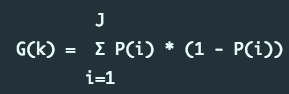 J
G(k) = Σ P(i) * (1 - P(i))
i=1